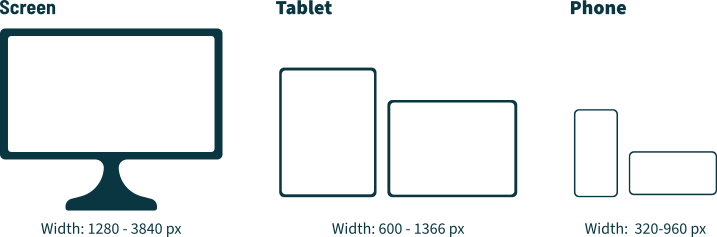 Screen
Tablet
Phone
Width: 1280 - 3840 px
Width: 600 - 1366 px
Width: 320-960 px